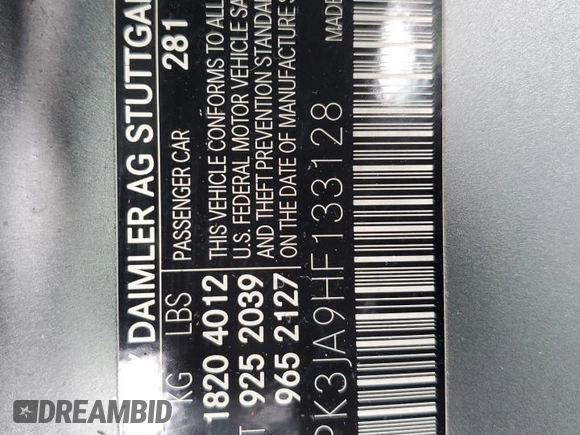 Y DAIMLER AG STUTTGA
KG LBS PASSENGER CAR 281
1820 4012 THIS VEHICLE CONFORMS TO ALL
925 2039 U.S. FEDERAL MOTOR VEHICLE SA
965 2127 AND THEFT PREVENTION STANDA
ON THE DATE OF MANUFACTURE S
PK3JA9HF133128
MADE
DREAMBID